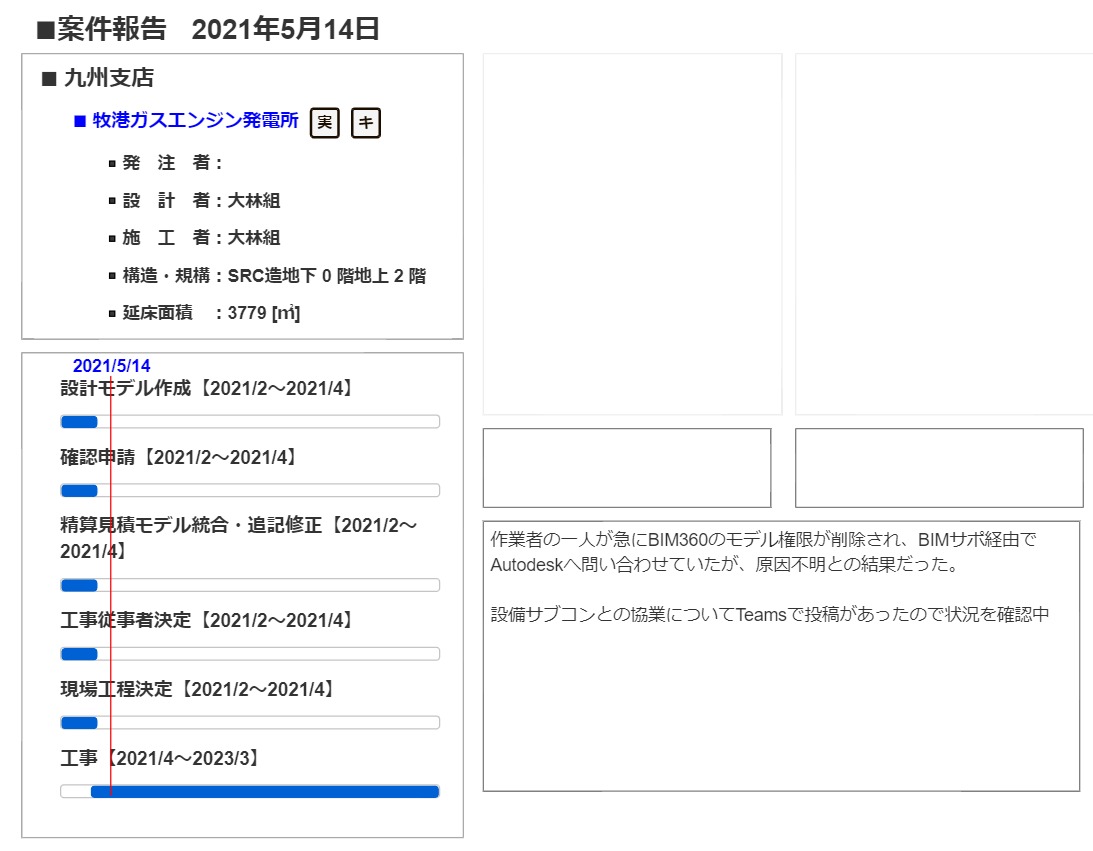 ■案件報告 2021年5月14日
■ 九州支店
■ 牧港ガスエンジン発電所 実 キ
▪ 発 注 者：
▪ 設 計 者：大林組
▪ 施 工 者：大林組
▪ 構造・規構：SRC造地下 0 階地上 2 階
▪ 延床面積 ：3779 [㎡]
2021/5/14
設計モデル作成【2021/2～2021/4】
確認申請【2021/2～2021/4】
精算見積モデル統合・追記修正【2021/2～
2021/4】
工事従事者決定【2021/2～2021/4】
現場工程決定【2021/2～2021/4】
工事【2021/4～2023/3】
作業者の一人が急にBIM360のモデル権限が削除され、BIMサポ経由で
Autodeskへ問い合わせていたが、原因不明との結果だった。
設備サブコンとの協業についてTeamsで投稿があったので状況を確認中